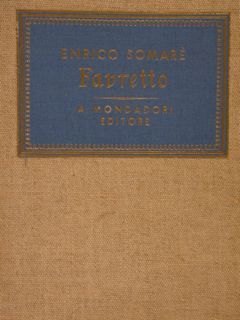 ENRICO SOMARÈ
Favretto
A. MONDADORI
EDITORE